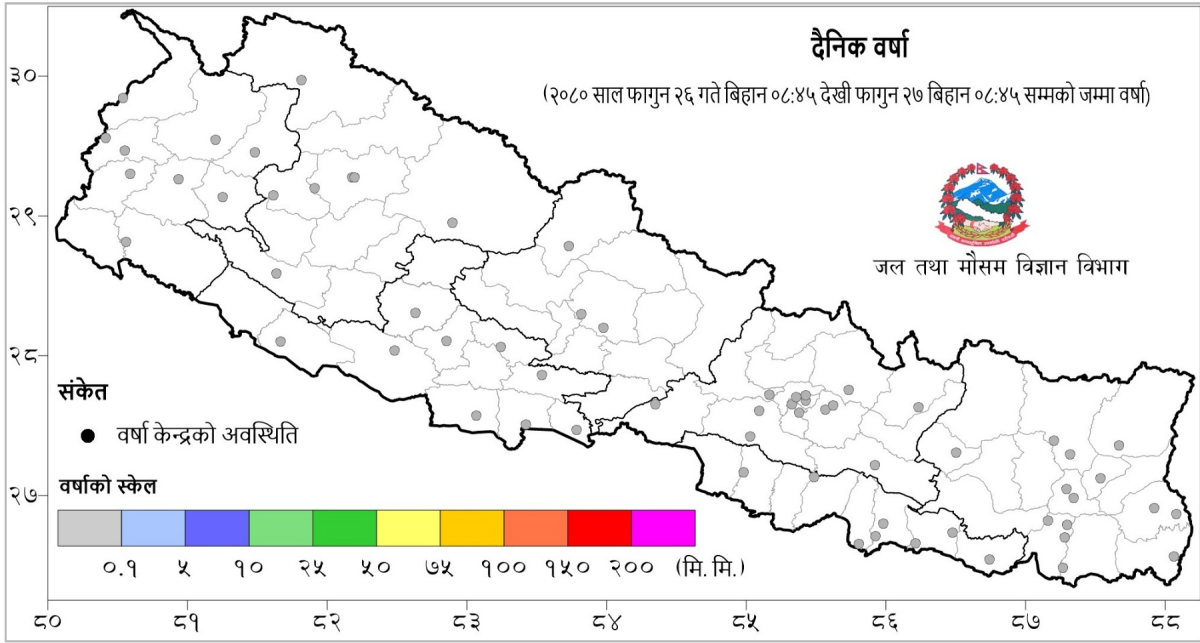 दैनिक वर्षा
(२०८० साल फागुन २६ गते बिहान ०८:४५ देखी फागुन २७ बिहान ०८:४५ सम्मको जम्मा वर्षा)
जल तथा मौसम विज्ञान विभाग
३०
२९
२८
२७
संकेत
वर्षा केन्द्रको अवस्थिति
वर्षाको स्केल
०.१ ५ १० २५ ५० ७५ १०० १५० २०० (मि. मि.)
८० ८१ ८२ ८३ ८४ ८५ ८६ ८७ ८८